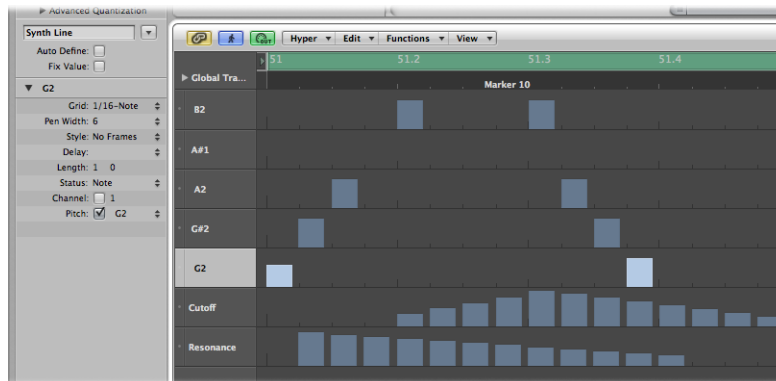 Advanced Quantization
Synth Line
Auto Define:
Fix Value:
G2
Grid: 1/16-Note
Pen Width: 6
Style: No Frames
Delay:
Length: 1 0
Status: Note
Channel: 1
Pitch: G2
OUT
Hyper Edit Functions View
51 51.2 51.3 51.4
Global Tra...
Marker 10
B2
A#1
A2
G#2
G2
Cutoff
Resonance